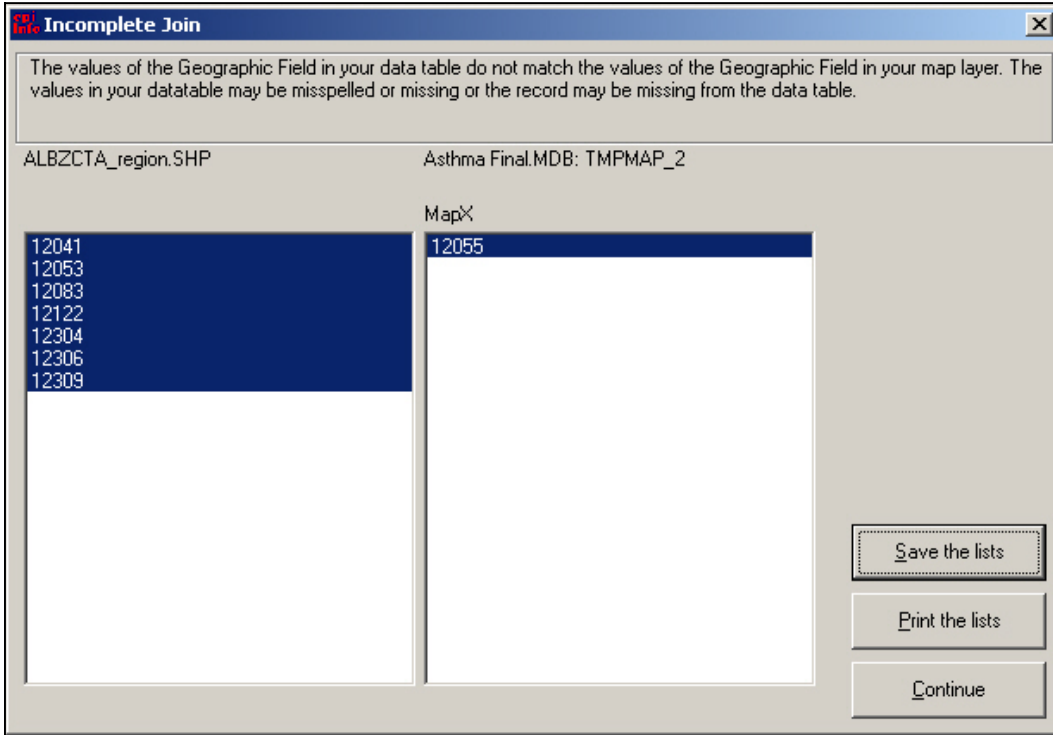 Epi Info Incomplete Join
The values of the Geographic Field in your data table do not match the values of the Geographic Field in your map layer. The
values in your datatable may be misspelled or missing or the record may be missing from the data table.
ALBZCTA_region.SHP
Asthma Final.MDB: TMPMAP_2
MapX
12041
12053
12083
12122
12304
12306
12309
12055
Save the lists
Print the lists
Continue